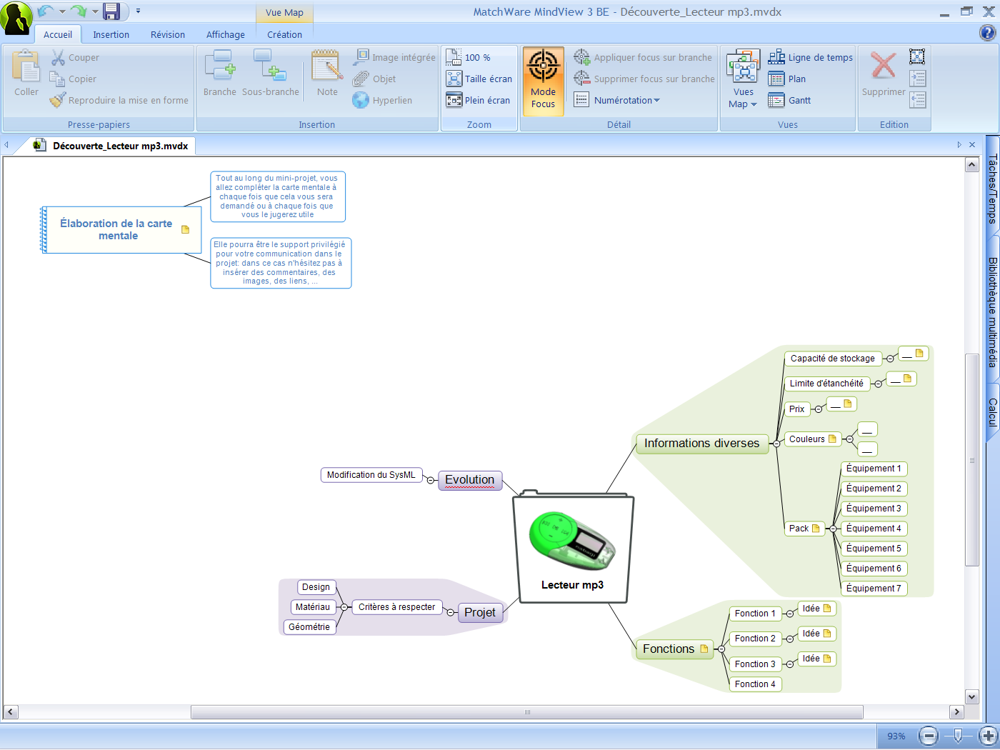 Vue Map
MatchWare MindView 3 BE - Découverte_Lecteur mp3.mvdx
Accueil
Insertion
Révision
Affichage
Création
Coller
Couper
Copier
Reproduire la mise en forme
Presse-papiers
Branche
Sous-branche
Note
Image intégrée
Objet
Hyperlien
Insertion
100 %
Taille écran
Plein écran
Zoom
Mode
Focus
Appliquer focus sur branche
Supprimer focus sur branche
Numérotation
Détail
Vues
Map
Ligne de temps
Plan
Gantt
Vues
Supprimer
Edition
Découverte_Lecteur mp3.mvdx
Tâches/Temps
Bibliothèque multimédia
Calcul
Élaboration de la carte
mentale
Tout au long du mini-projet, vous
allez compléter la carte mentale à
chaque fois que cela vous sera
demandé ou à chaque fois que
vous le jugerez utile
Elle pourra être le support privilégié
pour votre communication dans le
projet: dans ce cas n'hésitez pas à
insérer des commentaires, des
images, des liens, ...
Capacité de stockage
__
Limite d'étanchéité
__
Prix
__
Couleurs
__
__
Informations diverses
Pack
Équipement 1
Équipement 2
Équipement 3
Équipement 4
Équipement 5
Équipement 6
Équipement 7
Modification du SysML
Evolution
Lecteur mp3
Design
Matériau
Géométrie
Critères à respecter
Projet
Fonctions
Fonction 1
Idée
Fonction 2
Idée
Fonction 3
Idée
Fonction 4
93%